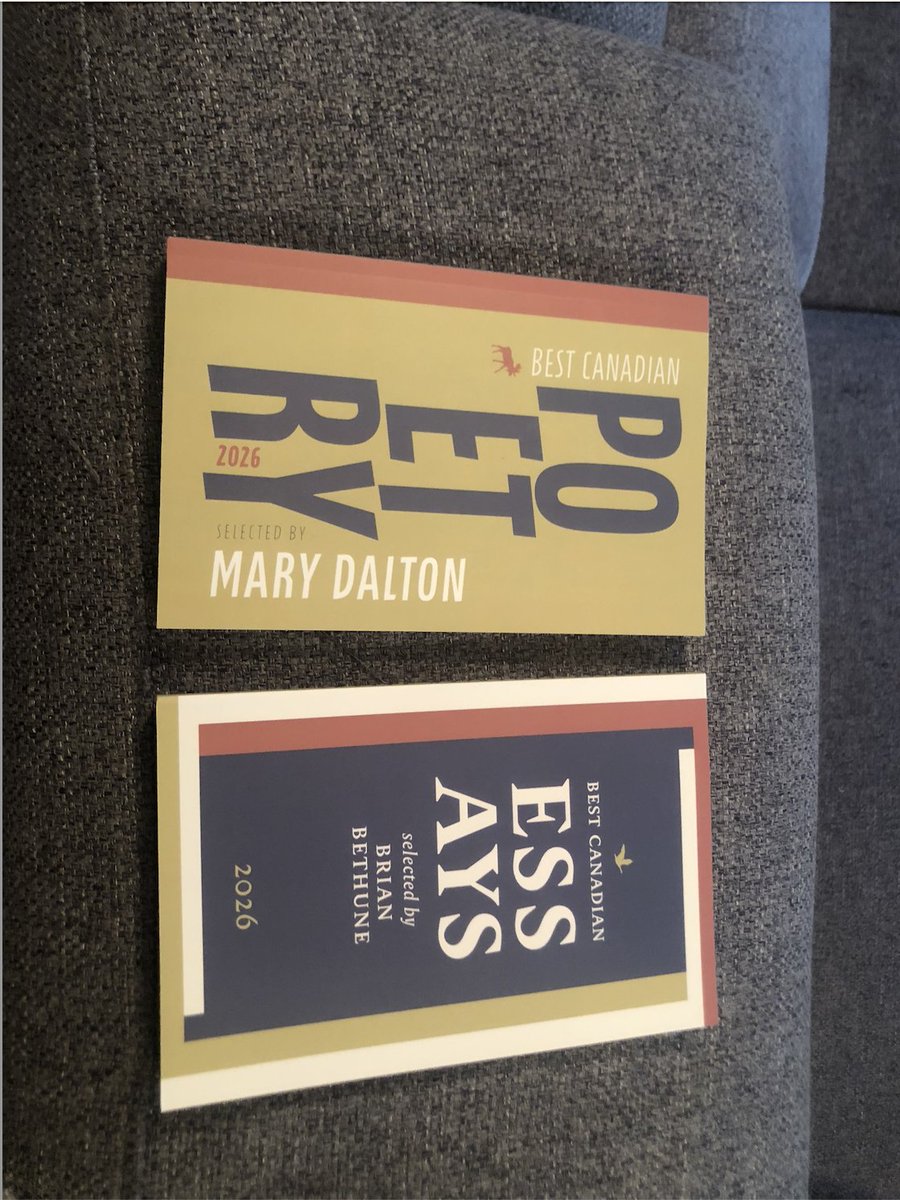 BEST CANADIAN
PO
ET
RY
2026
SELECTED BY
MARY DALTON
BEST CANADIAN
ESS
AYS
selected by
BRIAN
BETHUNE
2026